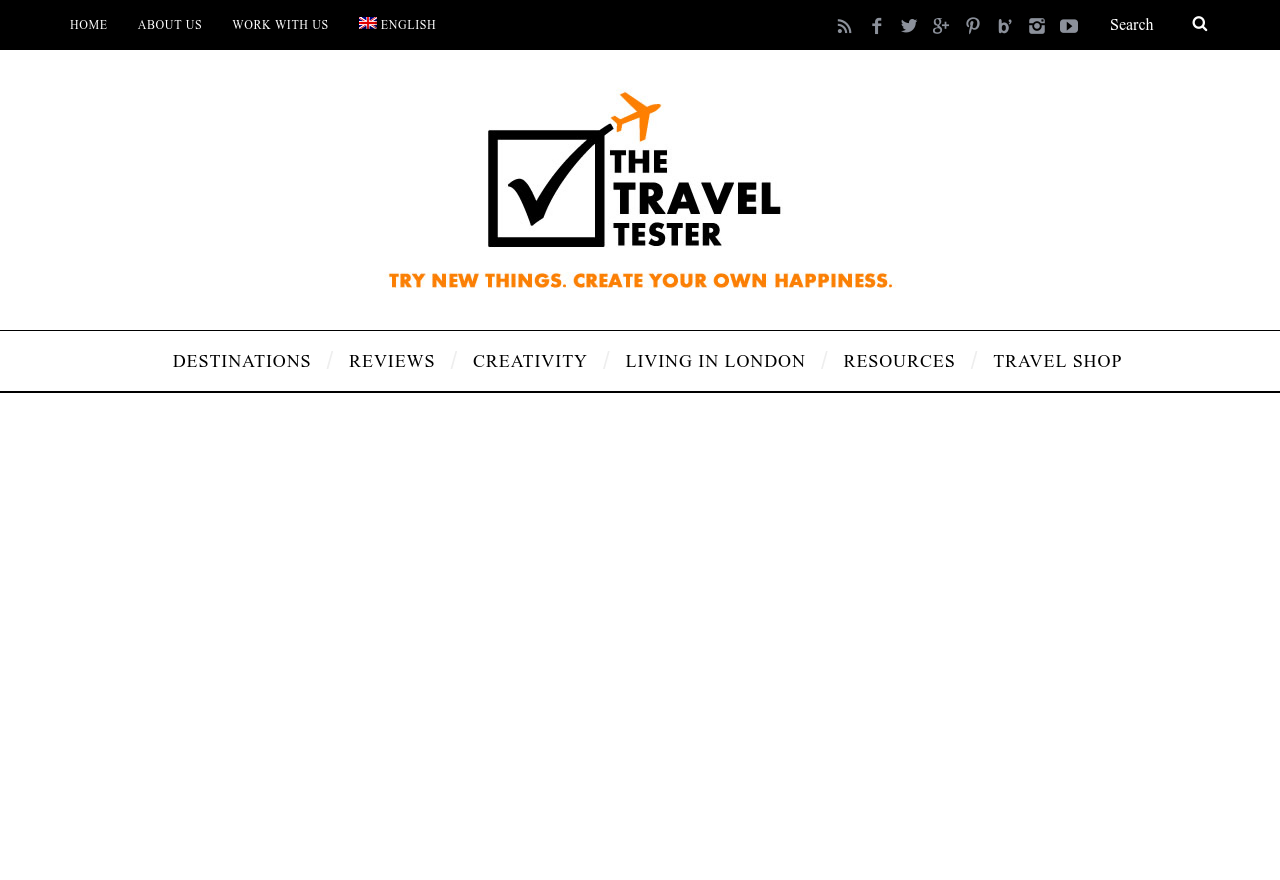 HOME ABOUT US WORK WITH US ENGLISH Search
THE
TRAVEL
TESTER
TRY NEW THINGS. CREATE YOUR OWN HAPPINESS.
DESTINATIONS / REVIEWS / CREATIVITY / LIVING IN LONDON / RESOURCES / TRAVEL SHOP